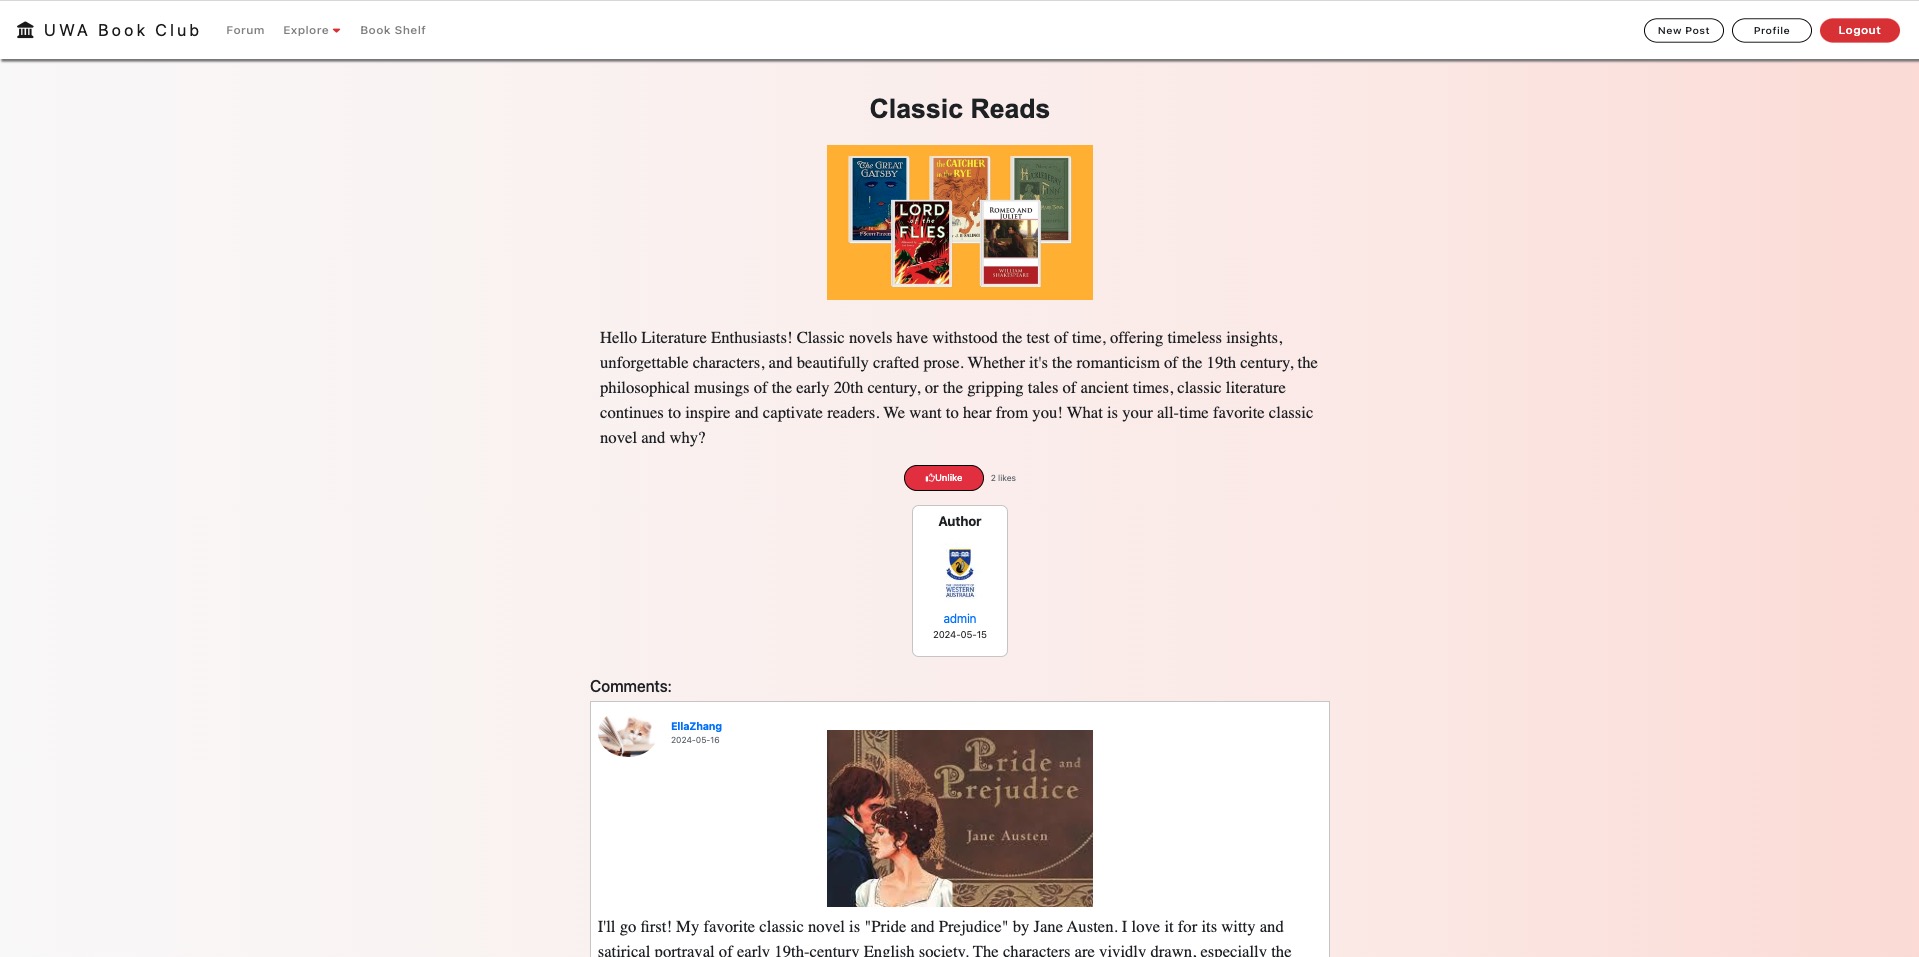 UWA Book Club
Forum
Explore
Book Shelf
New Post
Profile
Logout
Classic Reads
The GREAT
GATSBY
the CATCHER
in the RYE
LORD
of the
FLIES
ROMEO AND
JULIET
WILLIAM
SHAKESPEARE
Hello Literature Enthusiasts! Classic novels have withstood the test of time, offering timeless insights,
unforgettable characters, and beautifully crafted prose. Whether it's the romanticism of the 19th century, the
philosophical musings of the early 20th century, or the gripping tales of ancient times, classic literature
continues to inspire and captivate readers. We want to hear from you! What is your all-time favorite classic
novel and why?
Unlike
2 likes
Author
THE UNIVERSITY OF
WESTERN
AUSTRALIA
admin
2024-05-15
Comments:
EllaZhang
2024-05-16
Pride and
Prejudice
Jane Austen
I'll go first! My favorite classic novel is "Pride and Prejudice" by Jane Austen. I love it for its witty and
satirical portrayal of early 19th-century English society. The characters are vividly drawn, especially the